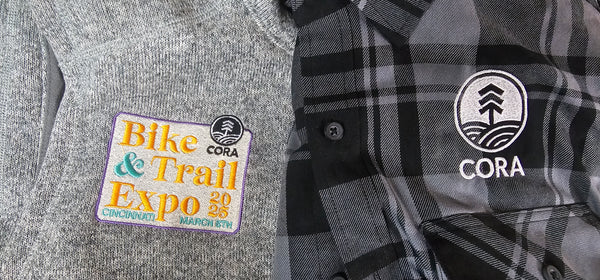 Bike
CORA
& Trail
Expo
20
25
CINCINNATI MARCH 8TH
CORA